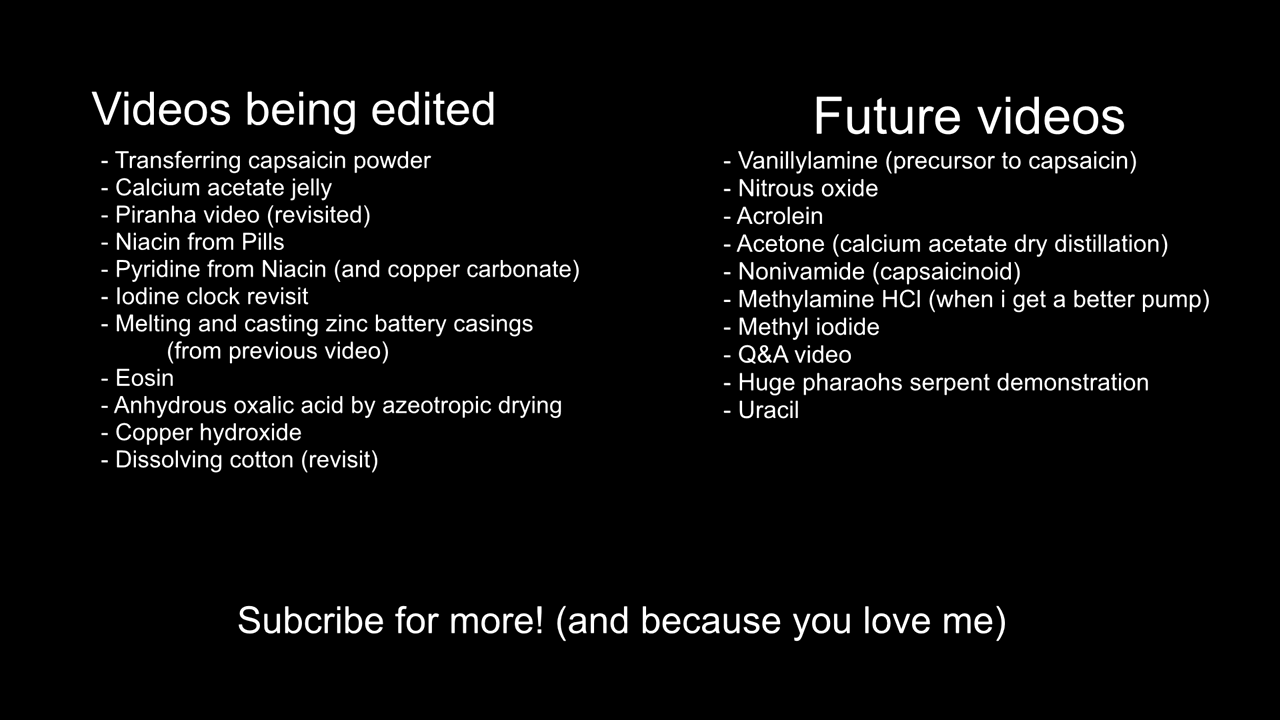 Videos being edited
- Transferring capsaicin powder
- Calcium acetate jelly
- Piranha video (revisited)
- Niacin from Pills
- Pyridine from Niacin (and copper carbonate)
- Iodine clock revisit
- Melting and casting zinc battery casings
(from previous video)
- Eosin
- Anhydrous oxalic acid by azeotropic drying
- Copper hydroxide
- Dissolving cotton (revisit)
Future videos
- Vanillylamine (precursor to capsaicin)
- Nitrous oxide
- Acrolein
- Acetone (calcium acetate dry distillation)
- Nonivamide (capsaicinoid)
- Methylamine HCl (when i get a better pump)
- Methyl iodide
- Q&A video
- Huge pharaohs serpent demonstration
- Uracil
Subcribe for more! (and because you love me)